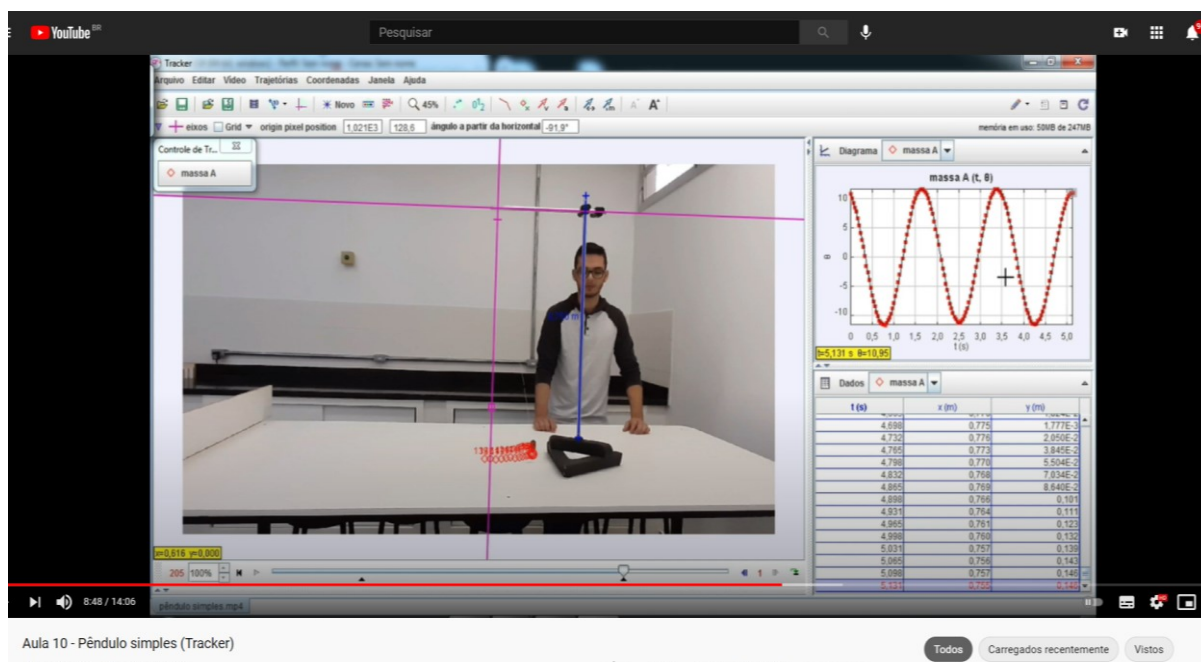 YouTube BR
Pesquisar
Tracker
Arquivo Editar Vídeo Trajetórias Coordenadas Janela Ajuda
Novo 45%
eixos Grid origin pixel position 1,021E3 128,6 ângulo a partir da horizontal -91,9°
memória em uso: 50MB de 247MB
Controle de Tr...
massa A
Diagrama massa A
massa A (t, θ)
10
5
0
-5
-10
θ
0 0,5 1,0 1,5 2,0 2,5 3,0 3,5 4,0 4,5 5,0
t (s)
t=5,131 s θ=10,95
Dados massa A
t (s) x (m) y (m)
4,698 0,775 1,777E-3
4,732 0,776 2,050E-2
4,765 0,773 3,845E-2
4,798 0,770 5,504E-2
4,832 0,768 7,034E-2
4,865 0,769 8,640E-2
4,898 0,766 0,101
4,931 0,764 0,111
4,965 0,761 0,123
4,998 0,760 0,132
5,031 0,757 0,139
5,065 0,756 0,143
5,098 0,757 0,146
5,131 0,755 0,146
x=0,616 y=0,000
205 100% 1
pêndulo simples.mp4
8:48 / 14:06
Aula 10 - Pêndulo simples (Tracker)
Todos Carregados recentemente Vistos